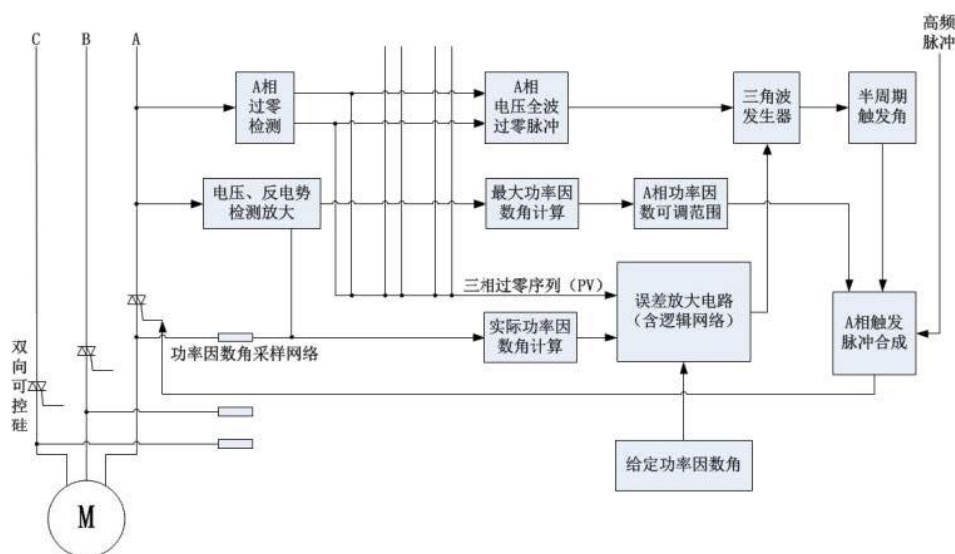 高频
脉冲
C
B
A
A相
过零
检测
A相
电压全波
过零脉冲
三角波
发生器
半周期
触发角
电压、反电势
检测放大
最大功率因
数角计算
A相功率因
数可调范围
三相过零序列（PV）
误差放大电路
（含逻辑网络）
A相触发
脉冲合成
实际功率因
数角计算
功率因数角采样网络
双
向
可
控
硅
给定功率因数角
M